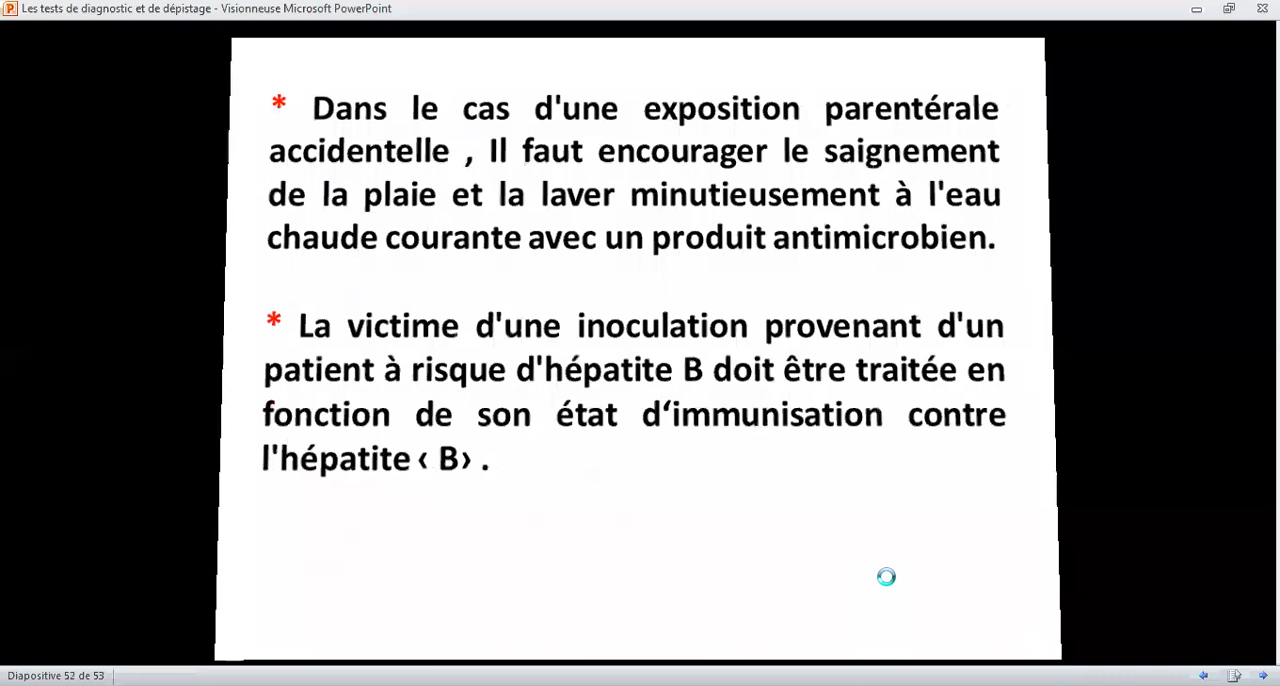 Les tests de diagnostic et de dépistage - Visionneuse Microsoft PowerPoint
* Dans le cas d'une exposition parentérale
accidentelle , Il faut encourager le saignement
de la plaie et la laver minutieusement à l'eau
chaude courante avec un produit antimicrobien.
* La victime d'une inoculation provenant d'un
patient à risque d'hépatite B doit être traitée en
fonction de son état d‘immunisation contre
l'hépatite ‹ B› .
Diapositive 52 de 53